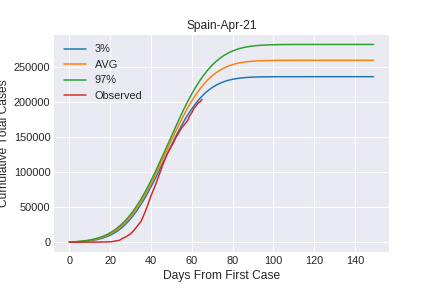 Spain-Apr-21
3%
AVG
97%
Observed
250000
200000
150000
100000
50000
0
Cumulative Total Cases
0 20 40 60 80 100 120 140
Days From First Case